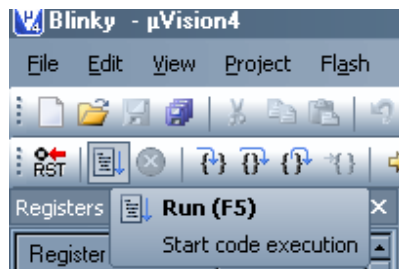 Blinky - µVision4
File Edit View Project Flash
RST
Registers
Run (F5)
Start code execution
Register